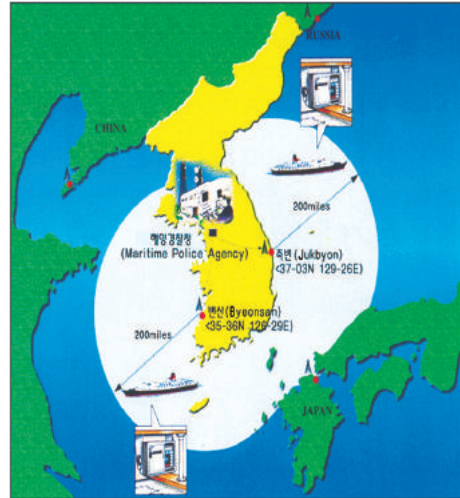 RUSSIA
CHINA
200miles
해양경찰청
(Maritime Police Agency)
죽변(Jukbyon)
<37-03N 129-26E)
변산(Byeonsan)
<35-36N 126-29E)
200miles
JAPAN